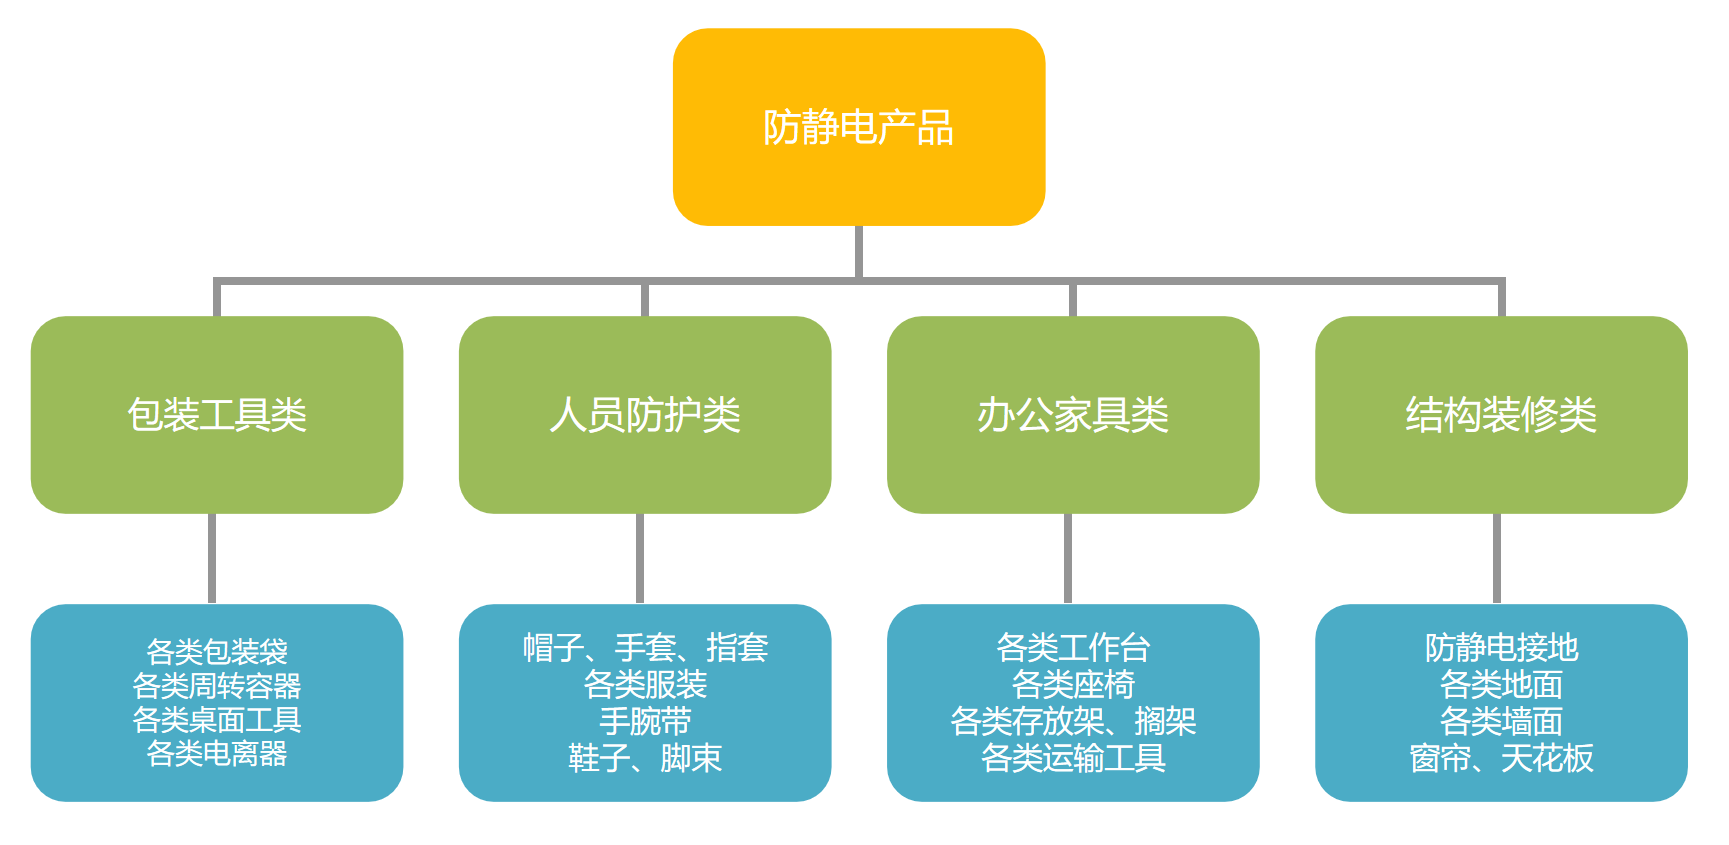 防静电产品
包装工具类
人员防护类
办公家具类
结构装修类
各类包装袋
各类周转容器
各类桌面工具
各类电离器
帽子、手套、指套
各类服装
手腕带
鞋子、脚束
各类工作台
各类座椅
各类存放架、搁架
各类运输工具
防静电接地
各类地面
各类墙面
窗帘、天花板